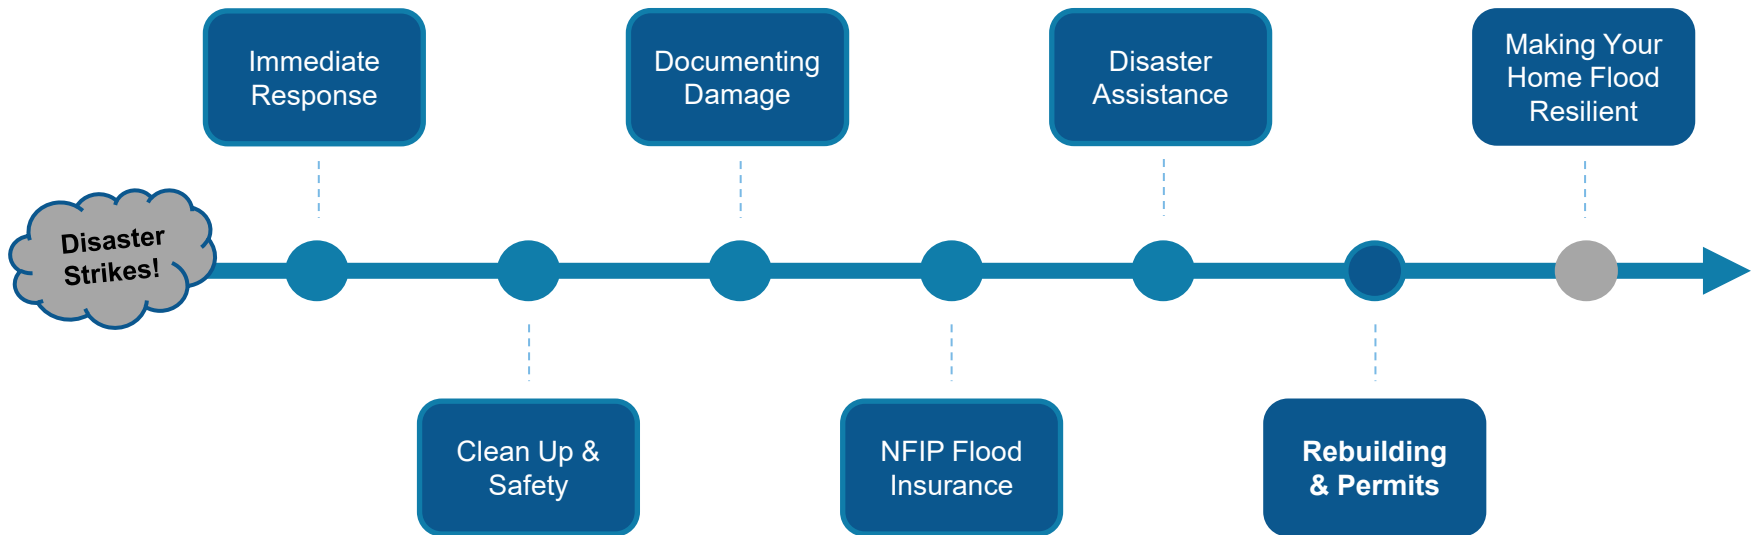 Disaster
Strikes!
Immediate
Response
Clean Up &
Safety
Documenting
Damage
NFIP Flood
Insurance
Disaster
Assistance
Rebuilding
& Permits
Making Your
Home Flood
Resilient